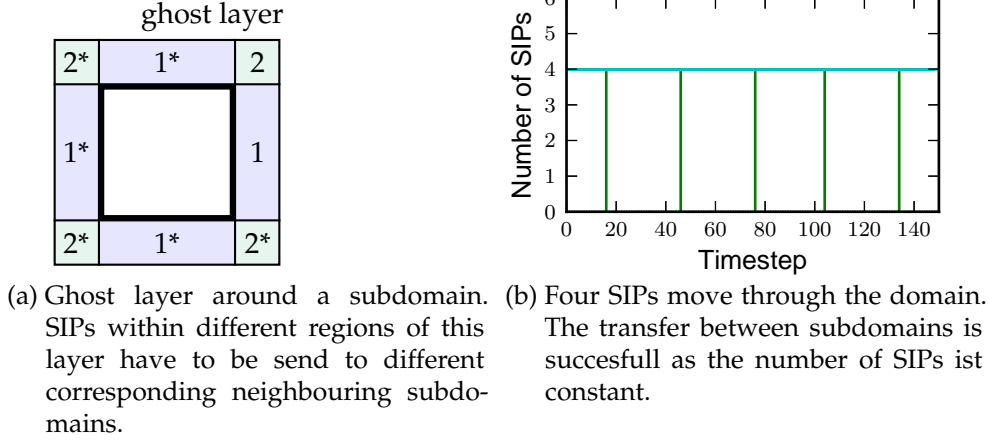 ghost layer
2* 1* 2
1* 1
2* 1* 2*
(a) Ghost layer around a subdomain.
SIPs within different regions of this
layer have to be send to different
corresponding neighbouring subdo-
mains.
6
5
4
3
2
1
0
Number of SIPs
0 20 40 60 80 100 120 140
Timestep
(b) Four SIPs move through the domain.
The transfer between subdomains is
succesfull as the number of SIPs ist
constant.